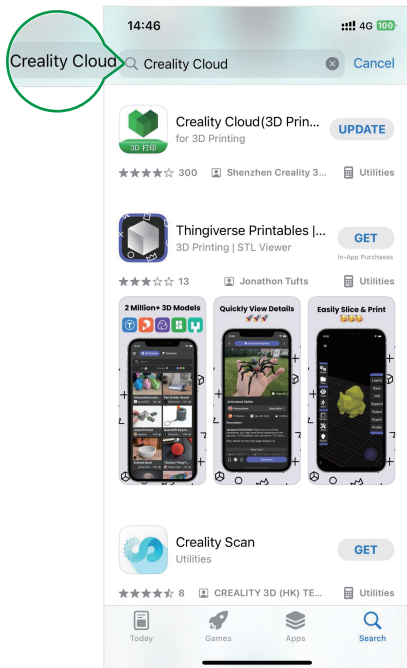 14:46
4G 100
Creality Cloud
Creality Cloud
Cancel
Creality Cloud(3D Prin...
for 3D Printing
UPDATE
3D 打印
300
Shenzhen Creality 3...
Utilities
Thingiverse Printables |...
3D Printing | STL Viewer
GET
In-App Purchases
13
Jonathon Tufts
Utilities
2 Million+ 3D Models
Quickly View Details
Easily Slice & Print
Creality Scan
Utilities
GET
8
CREALITY 3D (HK) TE...
Utilities
Today
Games
Apps
Search